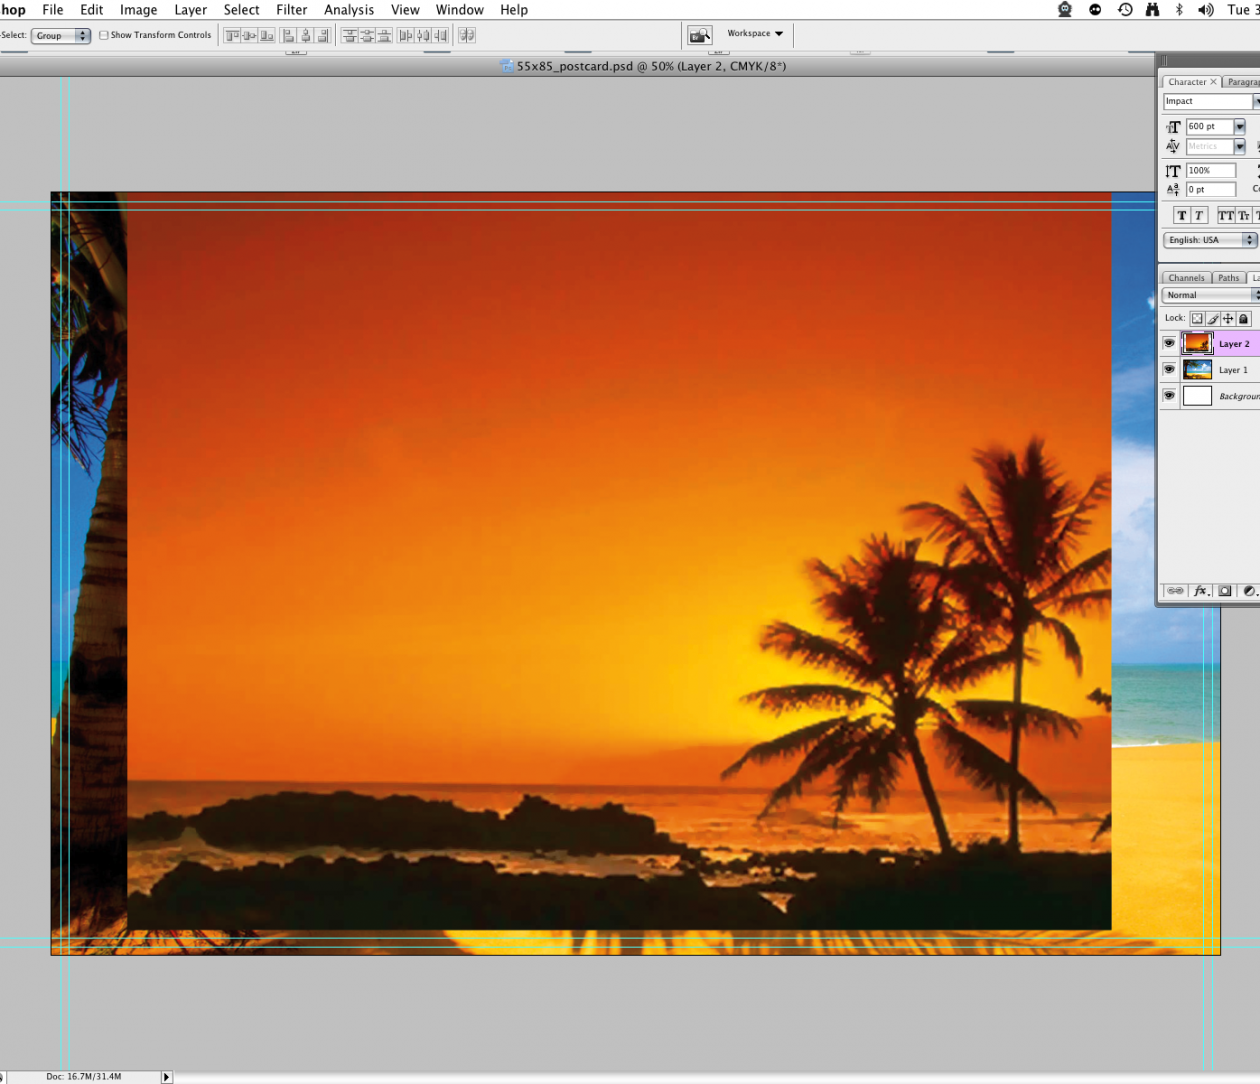 hop File Edit Image Layer Select Filter Analysis View Window Help Tue 3
-Select: Group Show Transform Controls Workspace
55x85_postcard.psd @ 50% (Layer 2, CMYK/8*)
Character × Paragrap
Impact
600 pt
Metrics
100%
0 pt Co
T T TT Tr
English: USA
Channels Paths La
Normal
Lock:
Layer 2
Layer 1
Backgroun
fx.
Doc: 16.7M/31.4M